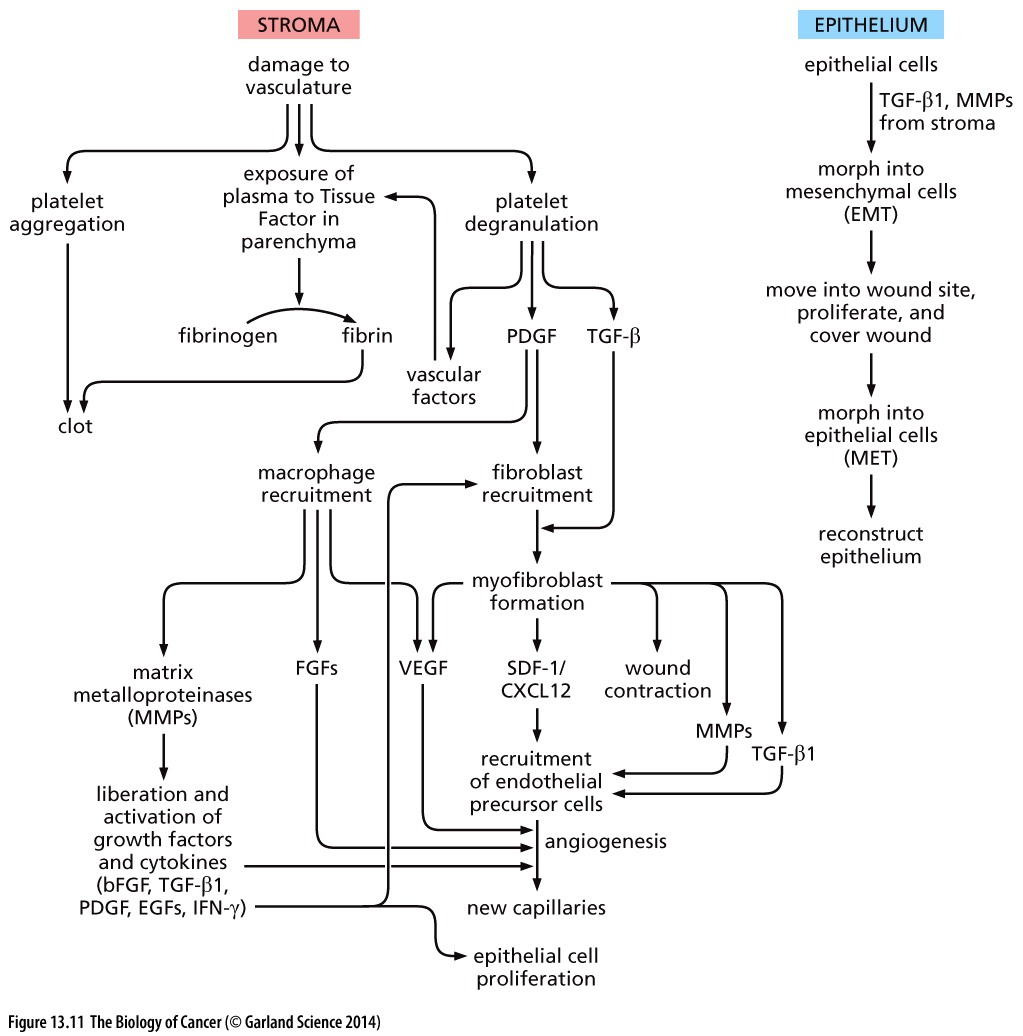 STROMA
damage to
vasculature
platelet
aggregation
exposure of
plasma to Tissue
Factor in
parenchyma
platelet
degranulation
fibrinogen
fibrin
PDGF
TGF-β
vascular
factors
clot
macrophage
recruitment
fibroblast
recruitment
myofibroblast
formation
matrix
metalloproteinases
(MMPs)
FGFs
VEGF
SDF-1/
CXCL12
wound
contraction
MMPs
TGF-β1
recruitment
of endothelial
precursor cells
liberation and
activation of
growth factors
and cytokines
(bFGF, TGF-β1,
PDGF, EGFs, IFN-γ)
angiogenesis
new capillaries
epithelial cell
proliferation
EPITHELIUM
epithelial cells
TGF-β1, MMPs
from stroma
morph into
mesenchymal cells
(EMT)
move into wound site,
proliferate, and
cover wound
morph into
epithelial cells
(MET)
reconstruct
epithelium
Figure 13.11 The Biology of Cancer (© Garland Science 2014)